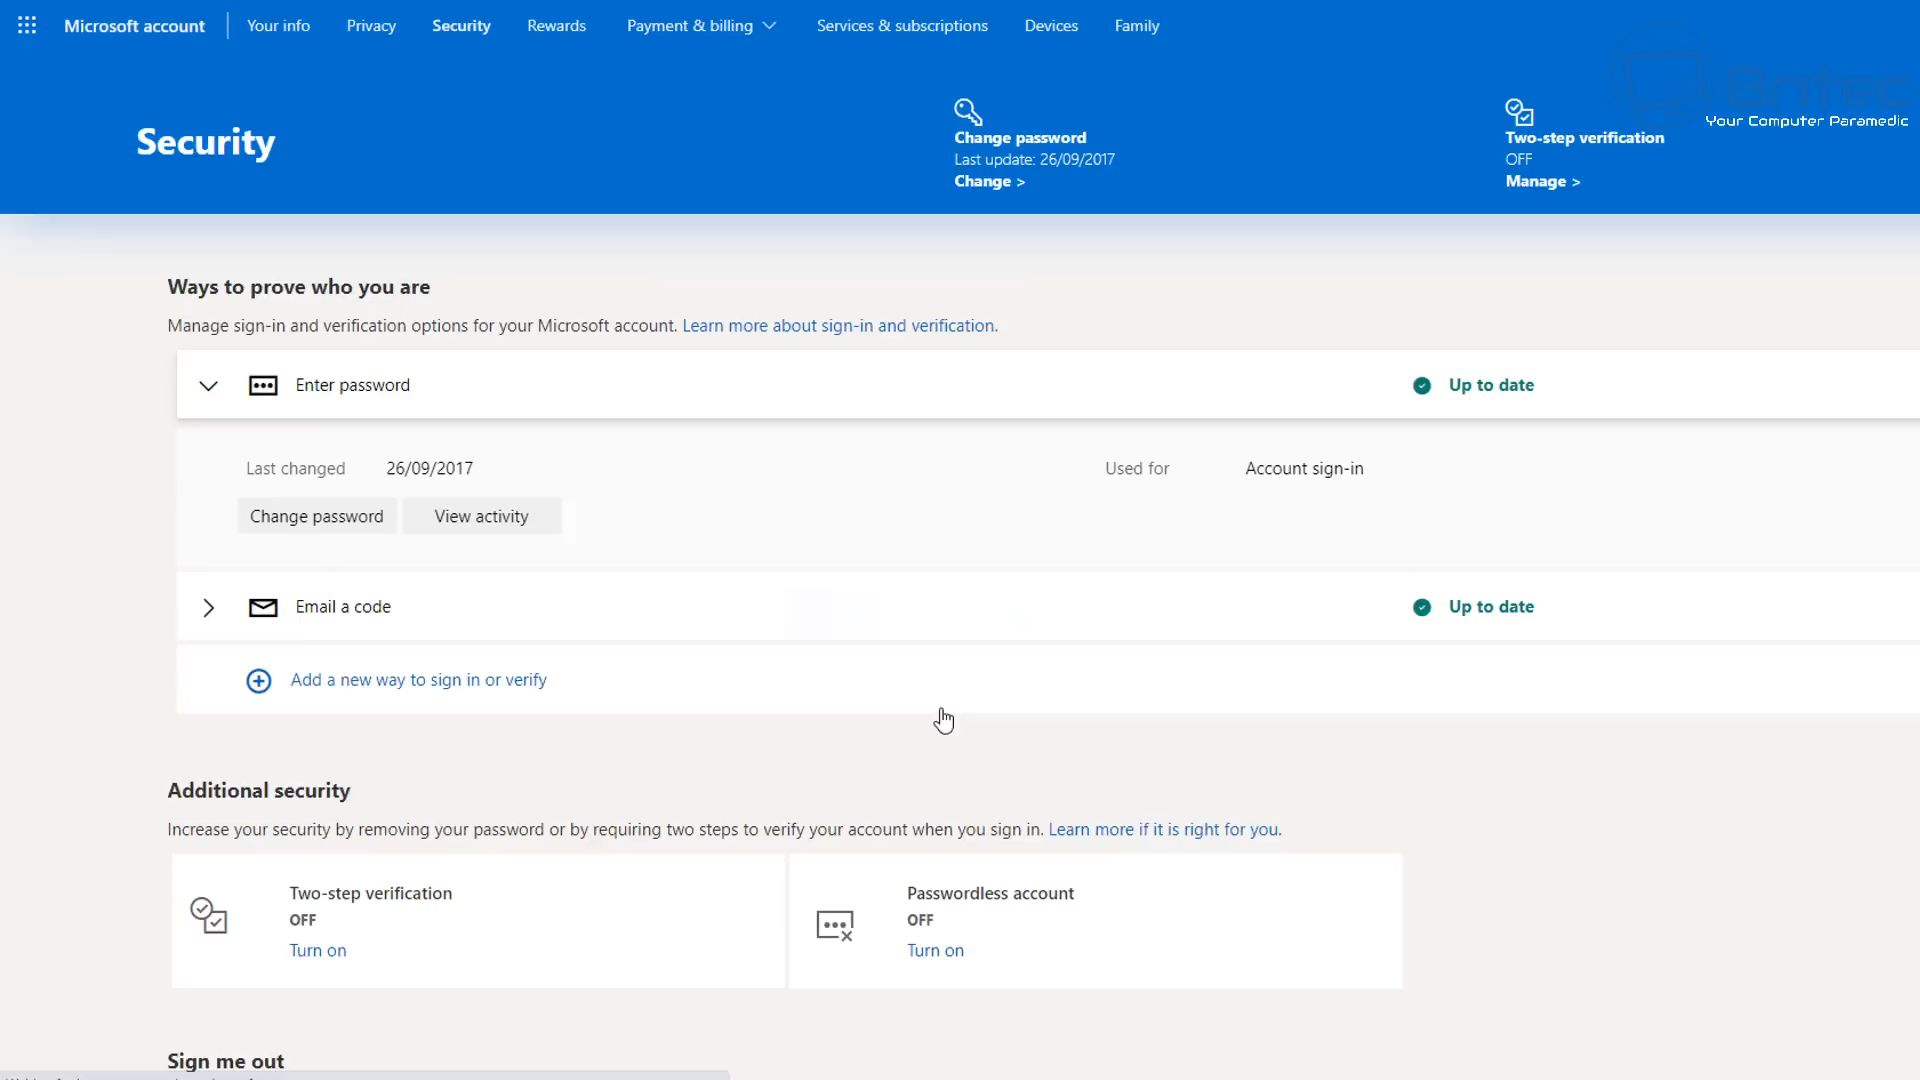 Microsoft account
Your info
Privacy
Security
Rewards
Payment & billing
Services & subscriptions
Devices
Family
Britec
Your Computer Paramedic
Security
Change password
Last update: 26/09/2017
Change >
Two-step verification
OFF
Manage >
Ways to prove who you are
Manage sign-in and verification options for your Microsoft account. Learn more about sign-in and verification.
Enter password
Up to date
Last changed
26/09/2017
Used for
Account sign-in
Change password
View activity
Email a code
Up to date
Add a new way to sign in or verify
Additional security
Increase your security by removing your password or by requiring two steps to verify your account when you sign in. Learn more if it is right for you.
Two-step verification
OFF
Turn on
Passwordless account
OFF
Turn on
Sign me out